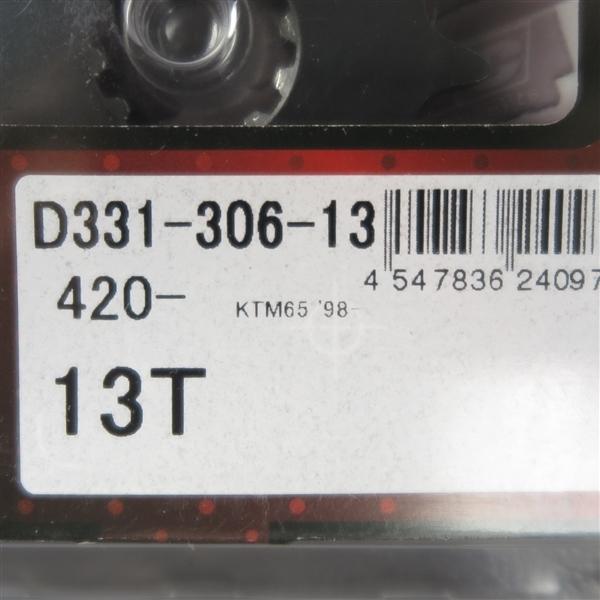 D331-306-13
4 547836 24097
420-
KTM65 '98-
13T